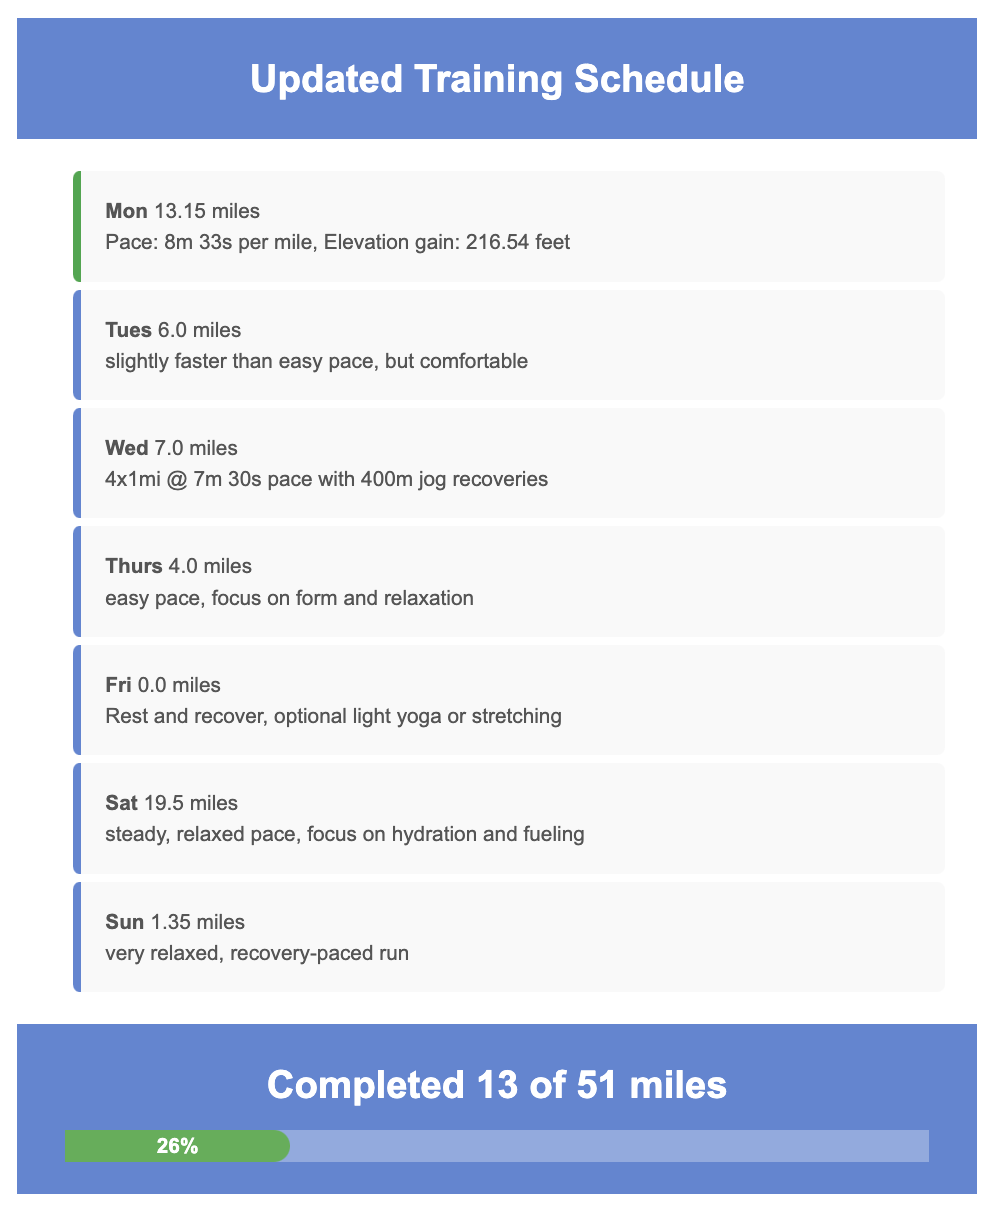 Updated Training Schedule
Mon 13.15 miles
Pace: 8m 33s per mile, Elevation gain: 216.54 feet
Tues 6.0 miles
slightly faster than easy pace, but comfortable
Wed 7.0 miles
4x1mi @ 7m 30s pace with 400m jog recoveries
Thurs 4.0 miles
easy pace, focus on form and relaxation
Fri 0.0 miles
Rest and recover, optional light yoga or stretching
Sat 19.5 miles
steady, relaxed pace, focus on hydration and fueling
Sun 1.35 miles
very relaxed, recovery-paced run
Completed 13 of 51 miles
26%